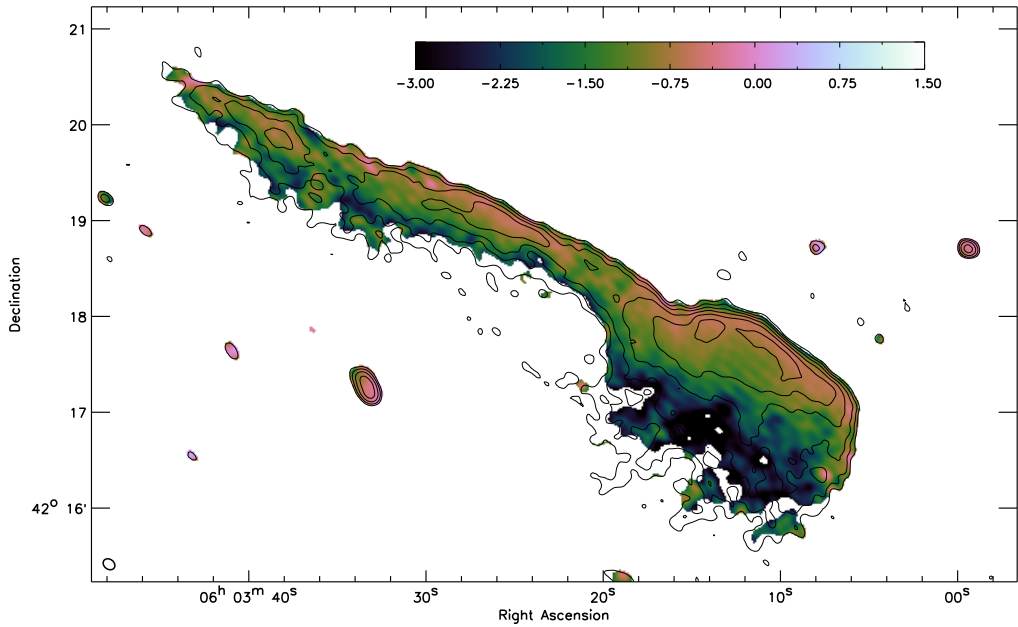 21
20
19
18
17
42° 16'
Declination
−3.00 −2.25 −1.50 −0.75 0.00 0.75 1.50
06ʰ 03ᵐ 40ˢ 30ˢ 20ˢ 10ˢ 00ˢ
Right Ascension